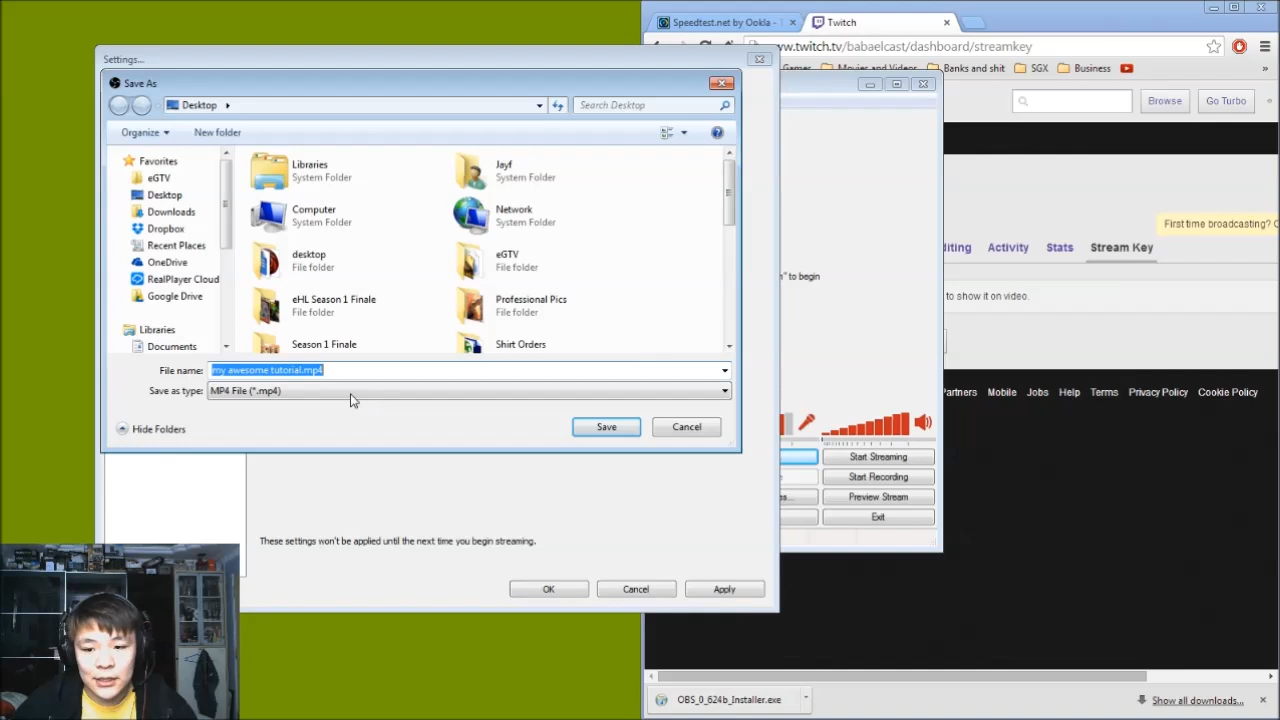 Speedtest.net by Ookla -
Twitch
Settings...
ww.twitch.tv/babaelcast/dashboard/streamkey
Games
Movies and Videos
Banks and shit
SGX
Business
»
Save As
Desktop
Search Desktop
Browse
Go Turbo
Organize
New folder
Favorites
eGTV
Desktop
Downloads
Dropbox
Recent Places
OneDrive
RealPlayer Cloud
Google Drive
Libraries
Documents
Libraries
System Folder
Jayf
System Folder
Computer
System Folder
Network
System Folder
desktop
File folder
eGTV
File folder
eHL Season 1 Finale
File folder
Professional Pics
File folder
Season 1 Finale
Shirt Orders
First time broadcasting?
diting
Activity
Stats
Stream Key
" to begin
to show it on video.
File name:
my awesome tutorial.mp4
Save as type:
MP4 File (*.mp4)
Hide Folders
Save
Cancel
Partners
Mobile
Jobs
Help
Terms
Privacy Policy
Cookie Policy
Start Streaming
Start Recording
es...
Preview Stream
Exit
These settings won't be applied until the next time you begin streaming.
OK
Cancel
Apply
OBS_0_624b_Installer.exe
Show all downloads...